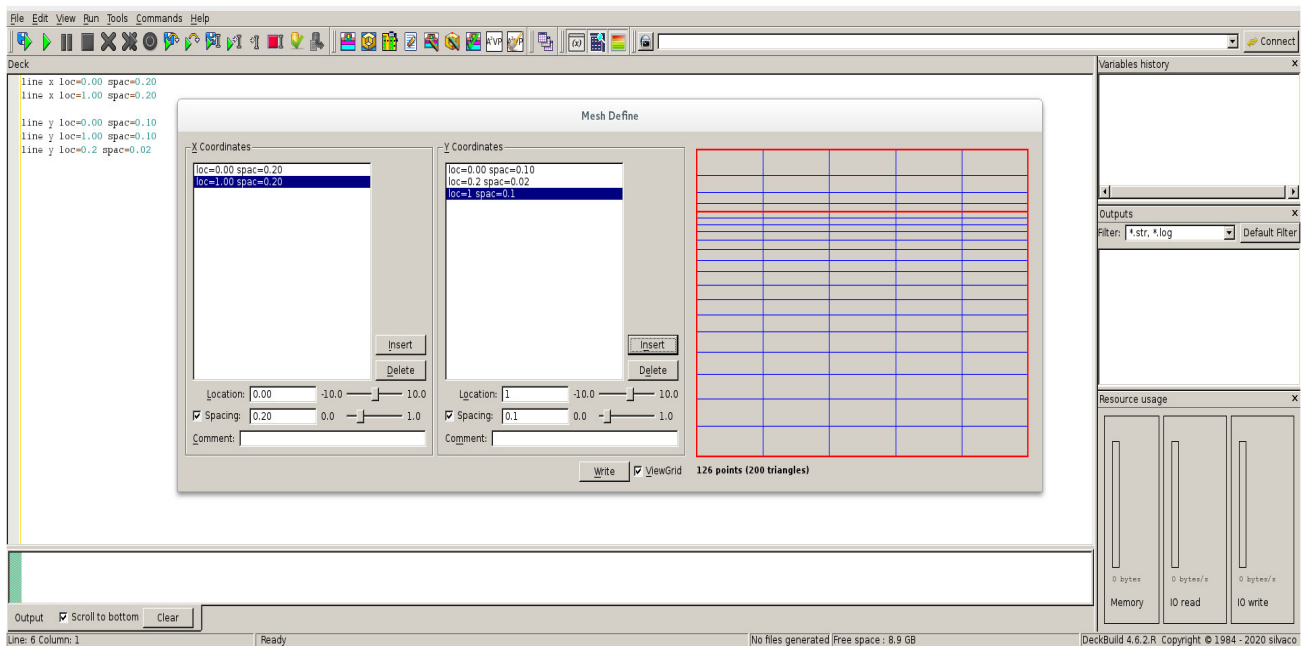 File Edit View Run Tools Commands Help
(x)
Connect
Deck
Variables history x
line x loc=0.00 spac=0.20
line x loc=1.00 spac=0.20
line y loc=0.00 spac=0.10
line y loc=1.00 spac=0.10
line y loc=0.2 spac=0.02
Mesh Define
X Coordinates
loc=0.00 spac=0.20
loc=1.00 spac=0.20
Insert
Delete
Location: 0.00 -10.0 10.0
Spacing: 0.20 0.0 1.0
Comment:
Y Coordinates
loc=0.00 spac=0.10
loc=0.2 spac=0.02
loc=1 spac=0.1
Insert
Delete
Location: 1 -10.0 10.0
Spacing: 0.1 0.0 1.0
Comment:
Write ViewGrid 126 points (200 triangles)
Outputs x
Filter: *.str, *.log Default Filter
Resource usage x
0 bytes 0 bytes/s 0 bytes/s
Memory IO read IO write
Output Scroll to bottom Clear
Line: 6 Column: 1 Ready No files generated Free space : 8.9 GB DeckBuild 4.6.2.R Copyright © 1984 - 2020 silvaco